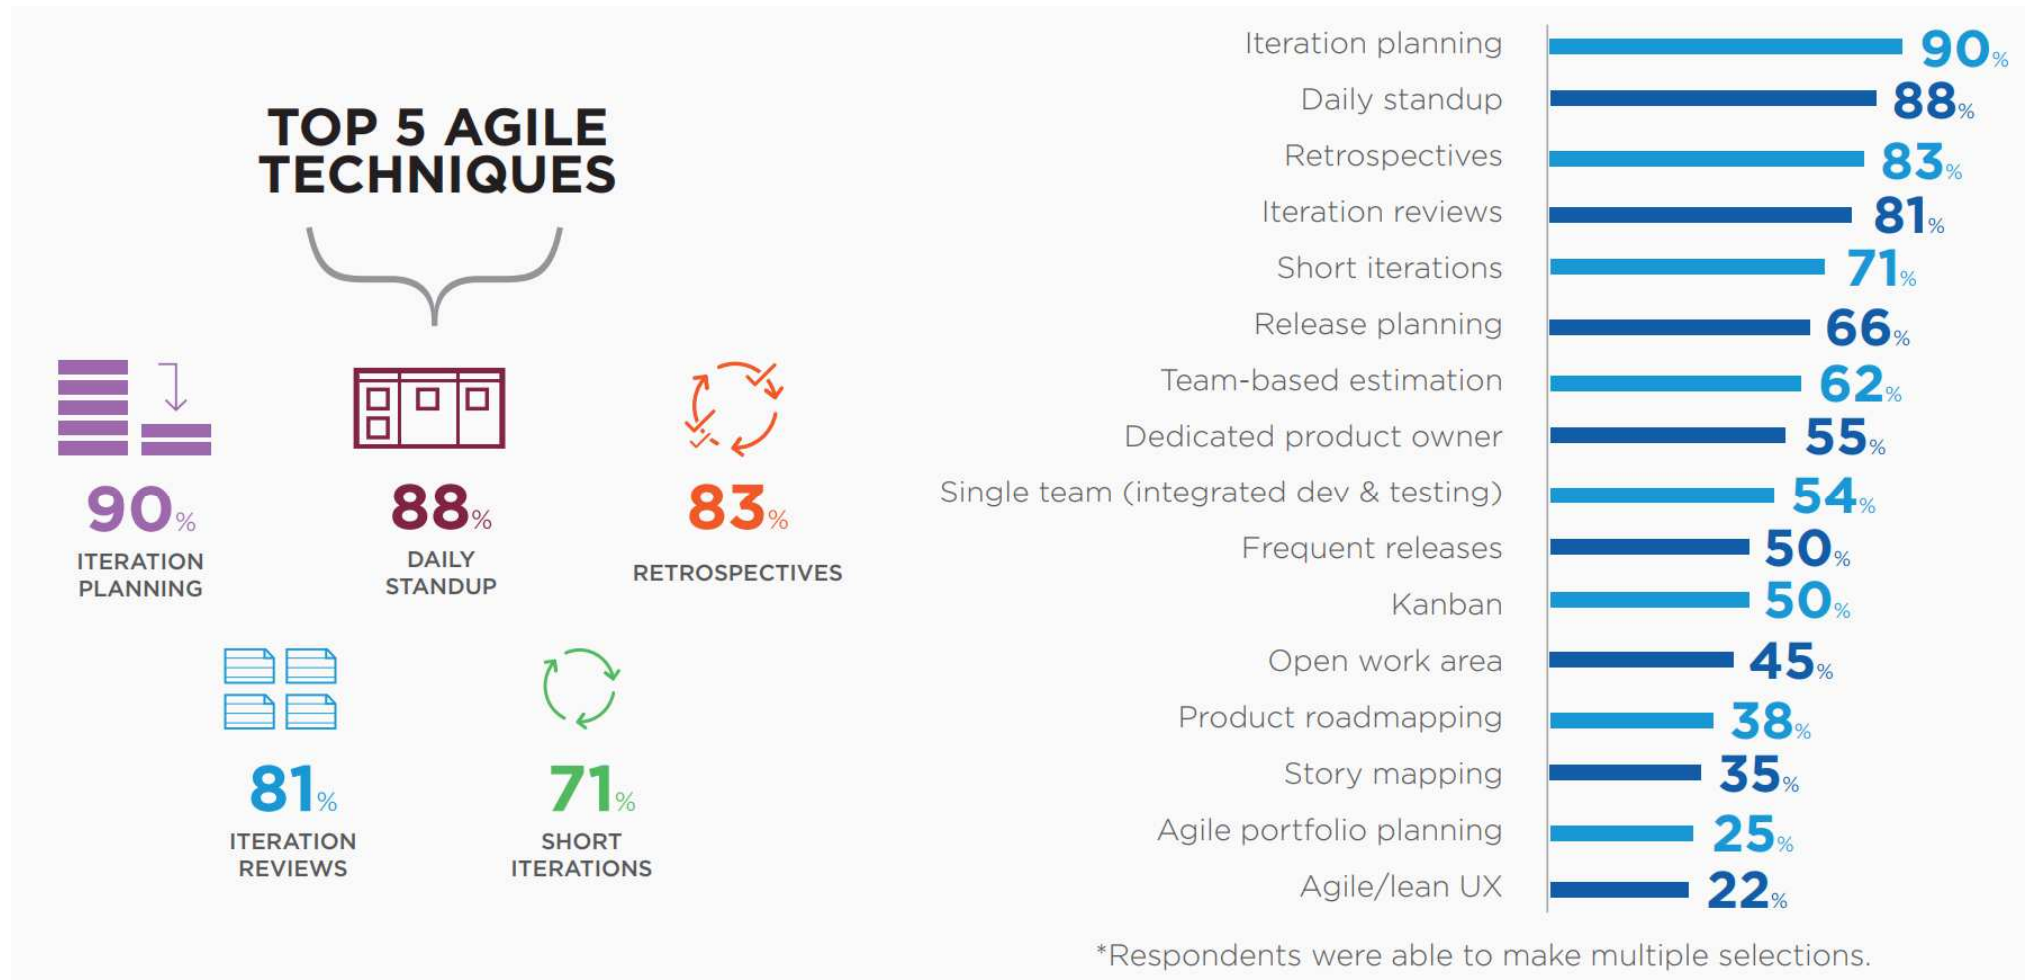 TOP 5 AGILE
TECHNIQUES
90%
ITERATION
PLANNING
88%
DAILY
STANDUP
83%
RETROSPECTIVES
81%
ITERATION
REVIEWS
71%
SHORT
ITERATIONS
Iteration planning 90%
Daily standup 88%
Retrospectives 83%
Iteration reviews 81%
Short iterations 71%
Release planning 66%
Team-based estimation 62%
Dedicated product owner 55%
Single team (integrated dev & testing) 54%
Frequent releases 50%
Kanban 50%
Open work area 45%
Product roadmapping 38%
Story mapping 35%
Agile portfolio planning 25%
Agile/lean UX 22%
*Respondents were able to make multiple selections.